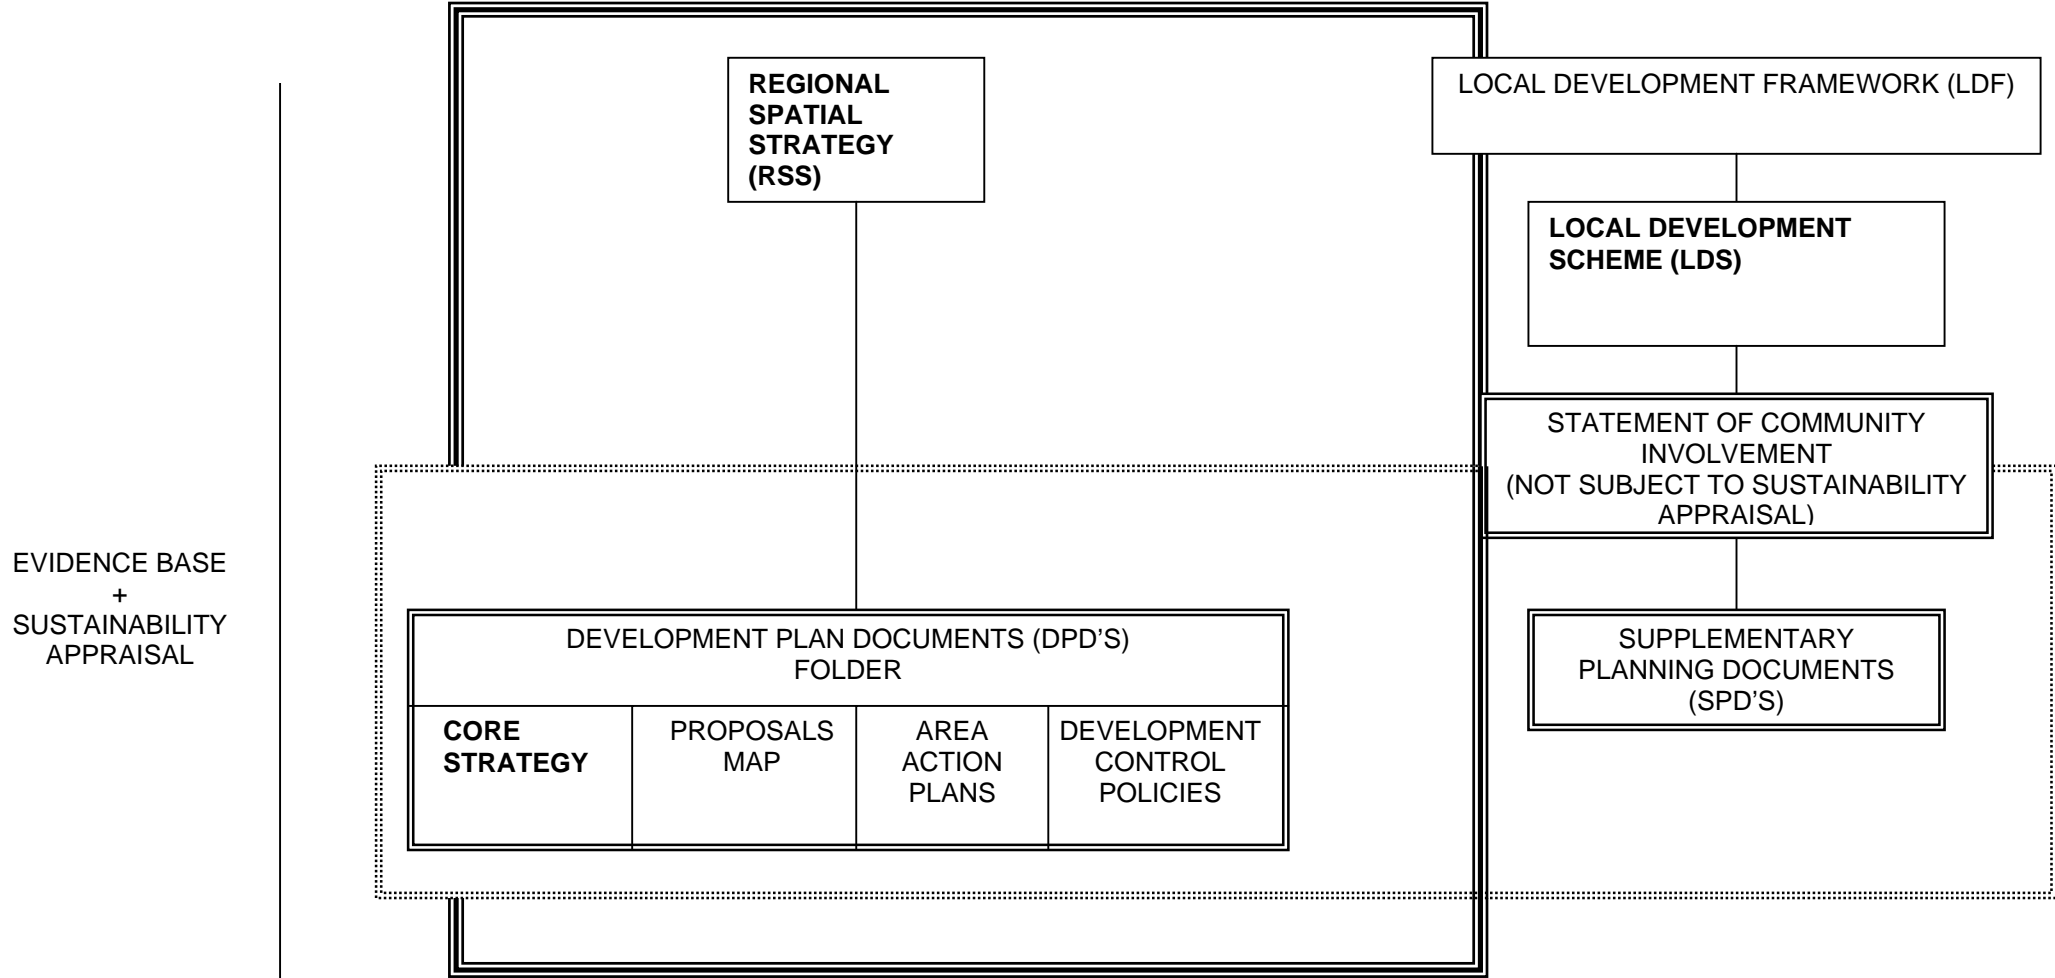 REGIONAL
SPATIAL
STRATEGY
(RSS)
LOCAL DEVELOPMENT FRAMEWORK (LDF)
LOCAL DEVELOPMENT
SCHEME (LDS)
STATEMENT OF COMMUNITY
INVOLVEMENT
(NOT SUBJECT TO SUSTAINABILITY
APPRAISAL)
EVIDENCE BASE
+
SUSTAINABILITY
APPRAISAL
DEVELOPMENT PLAN DOCUMENTS (DPD'S)
FOLDER
CORE
STRATEGY
PROPOSALS
MAP
AREA
ACTION
PLANS
DEVELOPMENT
CONTROL
POLICIES
SUPPLEMENTARY
PLANNING DOCUMENTS
(SPD'S)